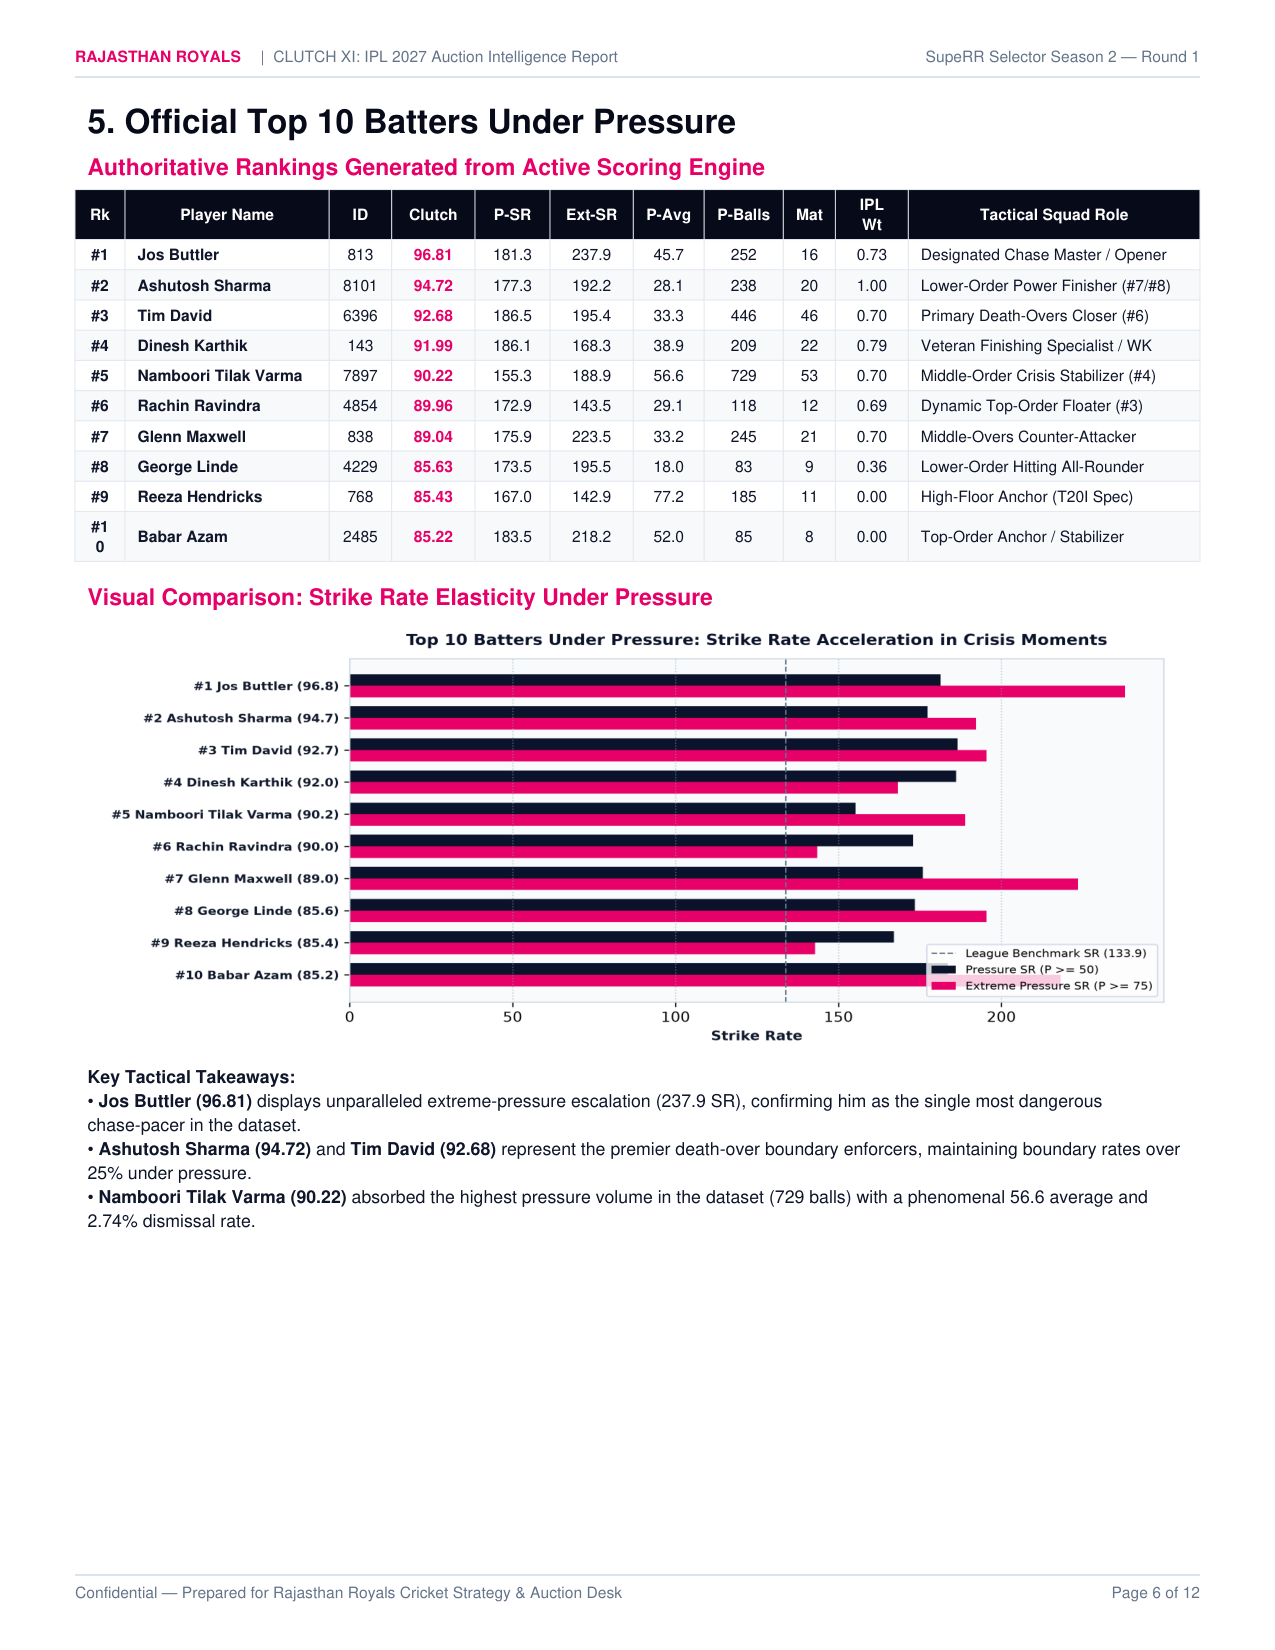 RAJASTHAN ROYALS | CLUTCH XI: IPL 2027 Auction Intelligence Report SupeRR Selector Season 2 — Round 1
5. Official Top 10 Batters Under Pressure
Authoritative Rankings Generated from Active Scoring Engine
Rk Player Name ID Clutch P-SR Ext-SR P-Avg P-Balls Mat IPL Wt Tactical Squad Role
#1 Jos Buttler 813 96.81 181.3 237.9 45.7 252 16 0.73 Designated Chase Master / Opener
#2 Ashutosh Sharma 8101 94.72 177.3 192.2 28.1 238 20 1.00 Lower-Order Power Finisher (#7/#8)
#3 Tim David 6396 92.68 186.5 195.4 33.3 446 46 0.70 Primary Death-Overs Closer (#6)
#4 Dinesh Karthik 143 91.99 186.1 168.3 38.9 209 22 0.79 Veteran Finishing Specialist / WK
#5 Namboori Tilak Varma 7897 90.22 155.3 188.9 56.6 729 53 0.70 Middle-Order Crisis Stabilizer (#4)
#6 Rachin Ravindra 4854 89.96 172.9 143.5 29.1 118 12 0.69 Dynamic Top-Order Floater (#3)
#7 Glenn Maxwell 838 89.04 175.9 223.5 33.2 245 21 0.70 Middle-Overs Counter-Attacker
#8 George Linde 4229 85.63 173.5 195.5 18.0 83 9 0.36 Lower-Order Hitting All-Rounder
#9 Reeza Hendricks 768 85.43 167.0 142.9 77.2 185 11 0.00 High-Floor Anchor (T20I Spec)
#10 Babar Azam 2485 85.22 183.5 218.2 52.0 85 8 0.00 Top-Order Anchor / Stabilizer
Visual Comparison: Strike Rate Elasticity Under Pressure
Top 10 Batters Under Pressure: Strike Rate Acceleration in Crisis Moments
#1 Jos Buttler (96.8)
#2 Ashutosh Sharma (94.7)
#3 Tim David (92.7)
#4 Dinesh Karthik (92.0)
#5 Namboori Tilak Varma (90.2)
#6 Rachin Ravindra (90.0)
#7 Glenn Maxwell (89.0)
#8 George Linde (85.6)
#9 Reeza Hendricks (85.4)
#10 Babar Azam (85.2)
League Benchmark SR (133.9)
Pressure SR (P >= 50)
Extreme Pressure SR (P >= 75)
0 50 100 150 200
Strike Rate
Key Tactical Takeaways:
• Jos Buttler (96.81) displays unparalleled extreme-pressure escalation (237.9 SR), confirming him as the single most dangerous
chase-pacer in the dataset.
• Ashutosh Sharma (94.72) and Tim David (92.68) represent the premier death-over boundary enforcers, maintaining boundary rates over
25% under pressure.
• Namboori Tilak Varma (90.22) absorbed the highest pressure volume in the dataset (729 balls) with a phenomenal 56.6 average and
2.74% dismissal rate.
Confidential — Prepared for Rajasthan Royals Cricket Strategy & Auction Desk Page 6 of 12